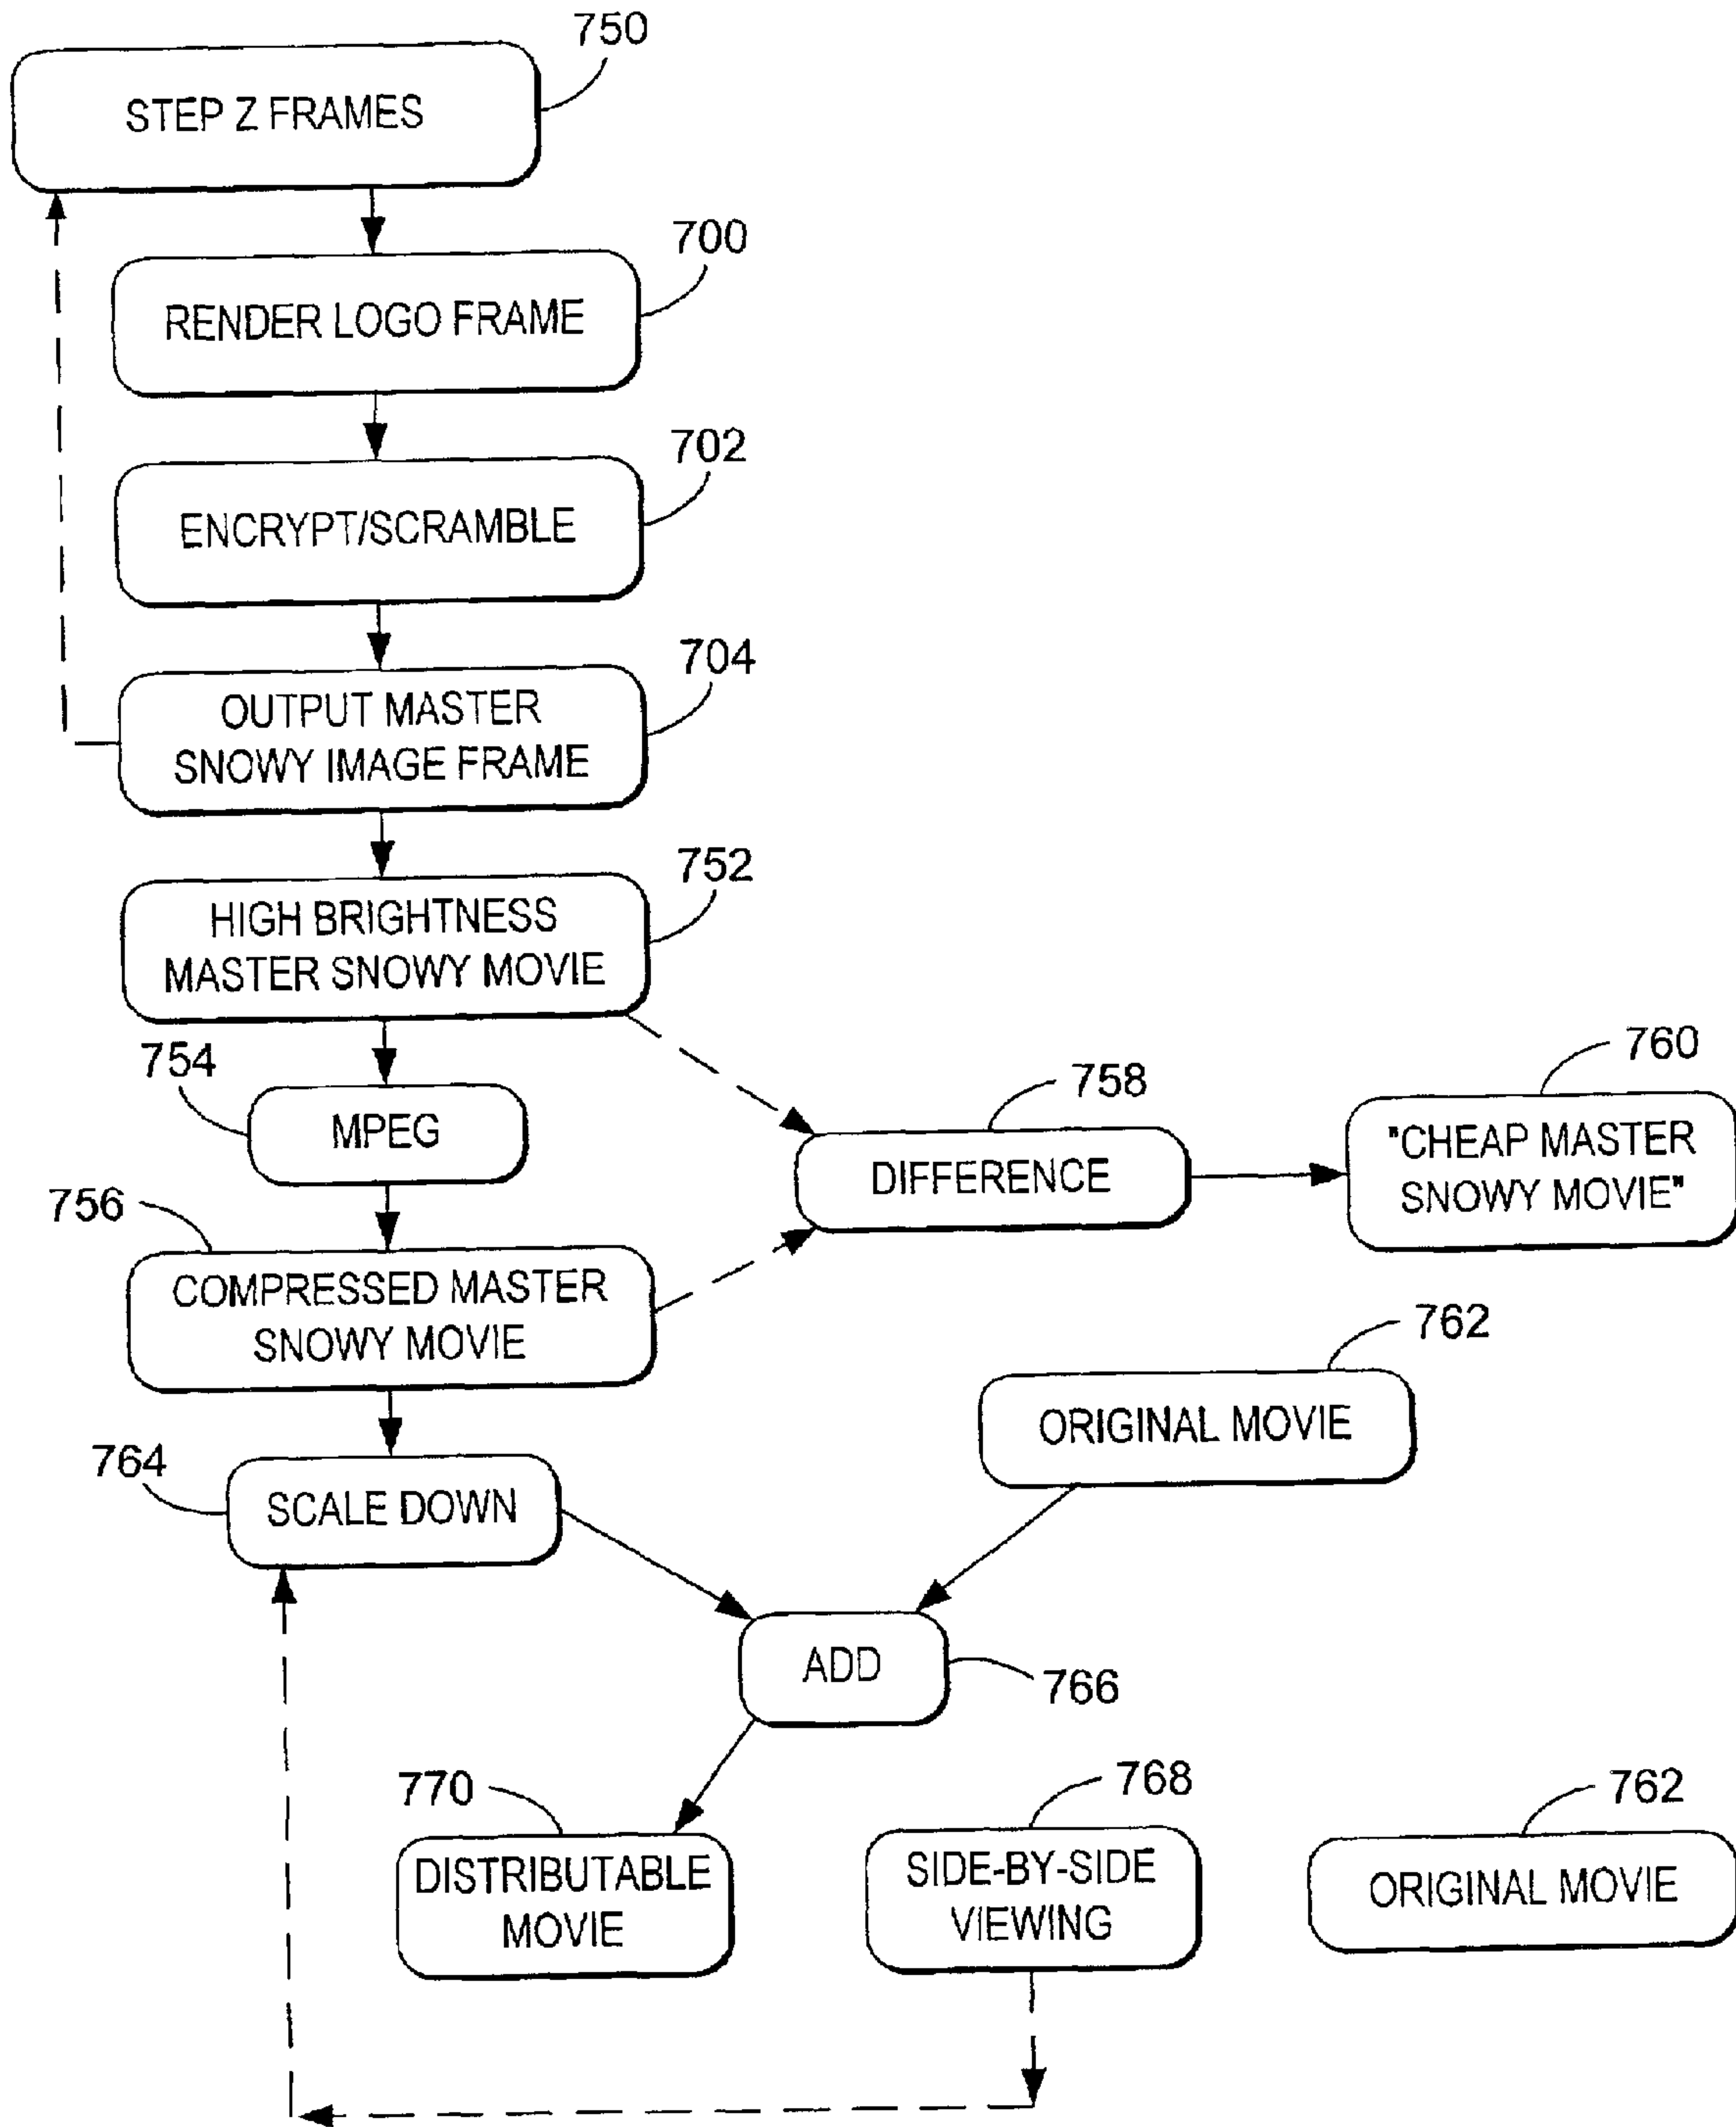 750
STEP Z FRAMES
700
RENDER LOGO FRAME
702
ENCRYPT/SCRAMBLE
704
OUTPUT MASTER
SNOWY IMAGE FRAME
752
HIGH BRIGHTNESS
MASTER SNOWY MOVIE
754
MPEG
758
DIFFERENCE
760
"CHEAP MASTER
SNOWY MOVIE"
756
COMPRESSED MASTER
SNOWY MOVIE
762
ORIGINAL MOVIE
764
SCALE DOWN
ADD
766
770
DISTRIBUTABLE
MOVIE
768
SIDE-BY-SIDE
VIEWING
762
ORIGINAL MOVIE